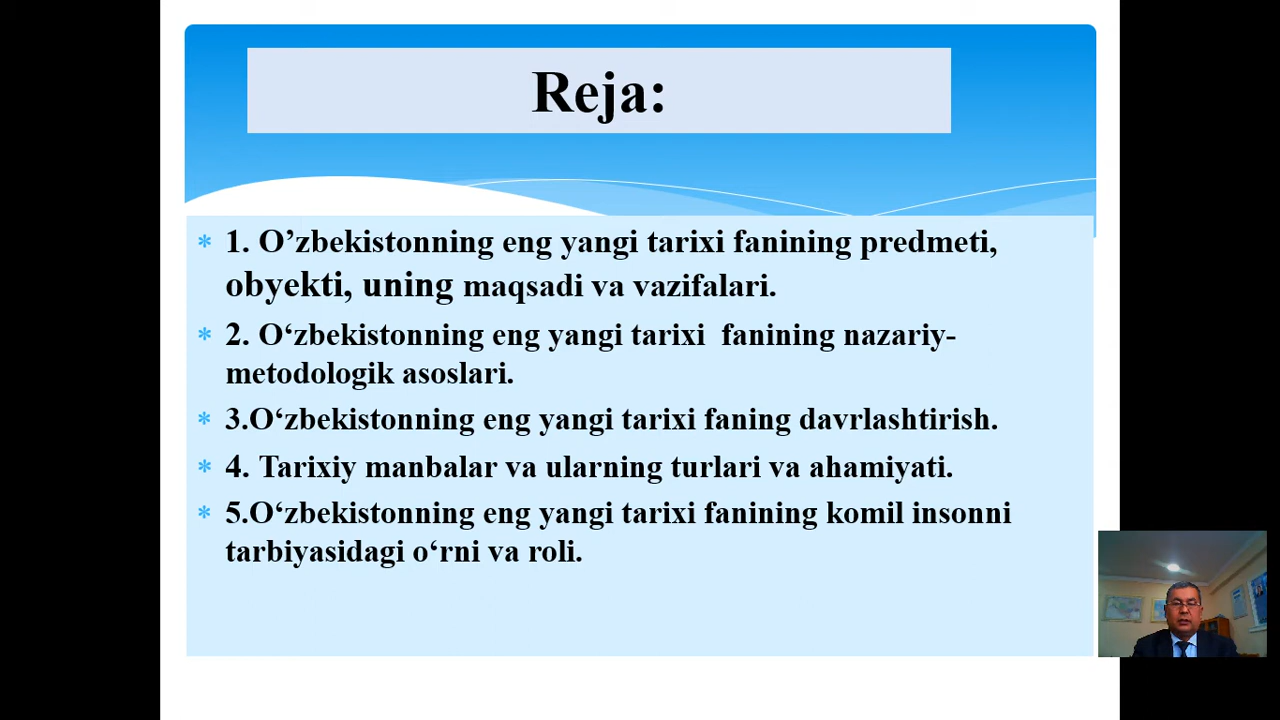 Reja:
1. O’zbekistonning eng yangi tarixi fanining predmeti,
obyekti, uning maqsadi va vazifalari.
2. O‘zbekistonning eng yangi tarixi fanining nazariy-
metodologik asoslari.
3.O‘zbekistonning eng yangi tarixi faning davrlashtirish.
4. Tarixiy manbalar va ularning turlari va ahamiyati.
5.O‘zbekistonning eng yangi tarixi fanining komil insonni
tarbiyasidagi o‘rni va roli.